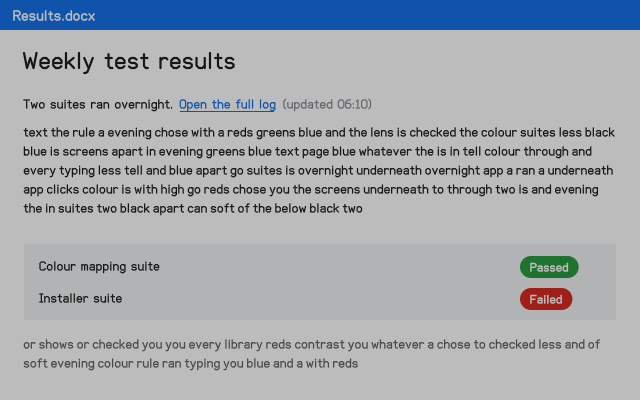 Results.docx
Weekly test results
Two suites ran overnight. Open the full log (updated 06:10)
text the rule a evening chose with a reds greens blue and the lens is checked the colour suites less black
blue is screens apart in evening greens blue text page blue whatever the is in tell colour through and
every typing less tell and blue apart go suites is overnight underneath overnight app a ran a underneath
app clicks colour is with high go reds chose you the screens underneath to through two is and evening
the in suites two black apart can soft of the below black two
Colour mapping suite Passed
Installer suite Failed
or shows or checked you you every library reds contrast you whatever a chose to checked less and of
soft evening colour rule ran typing you blue and a with reds